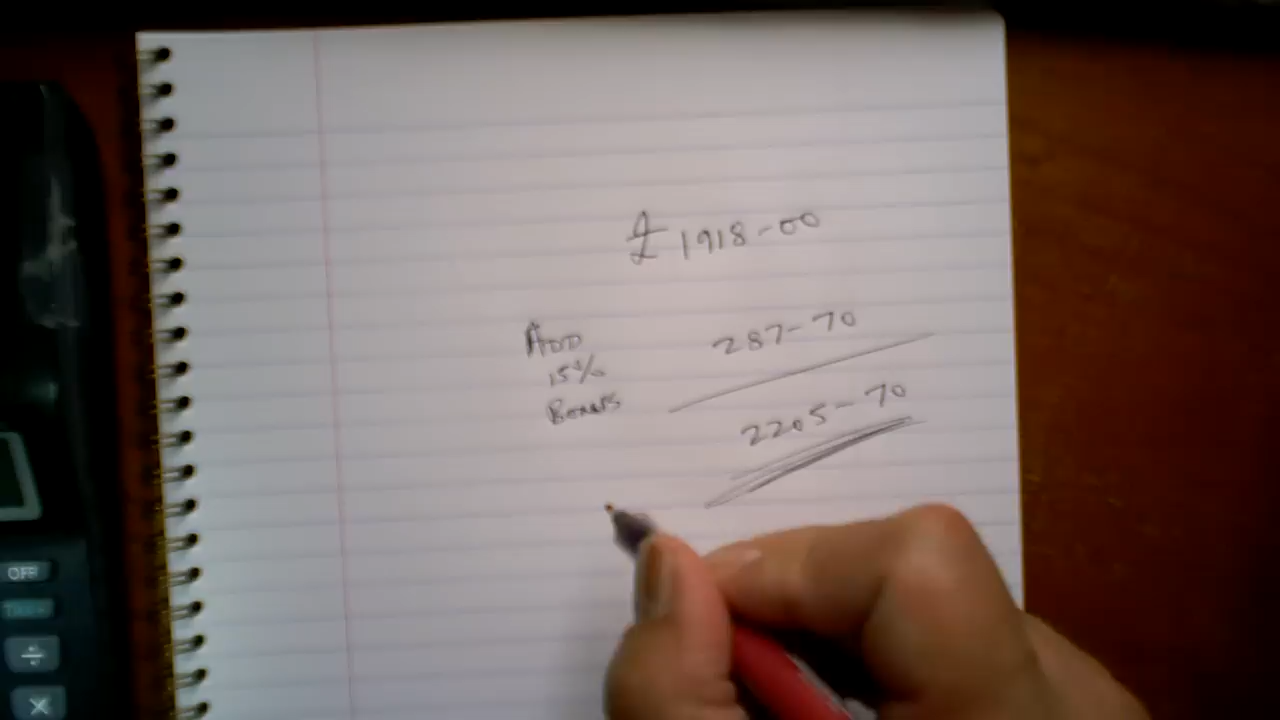 £1918-00
ADD
15%
BONUS
287-70
2205-70
OFF
÷
×